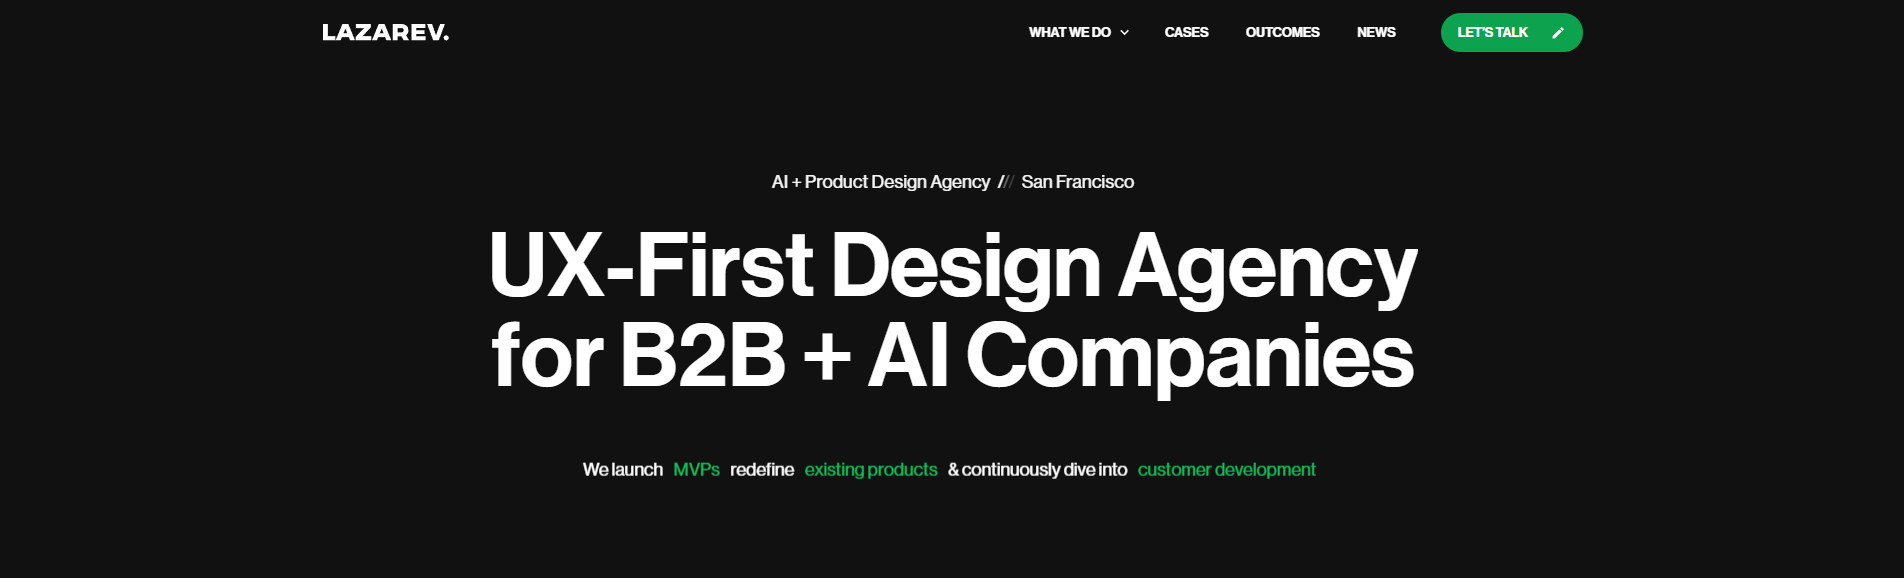 LAZAREV.
WHAT WE DO
CASES
OUTCOMES
NEWS
LET'S TALK
AI + Product Design Agency /// San Francisco
UX-First Design Agency
for B2B + AI Companies
We launch MVPs redefine existing products & continuously dive into customer development